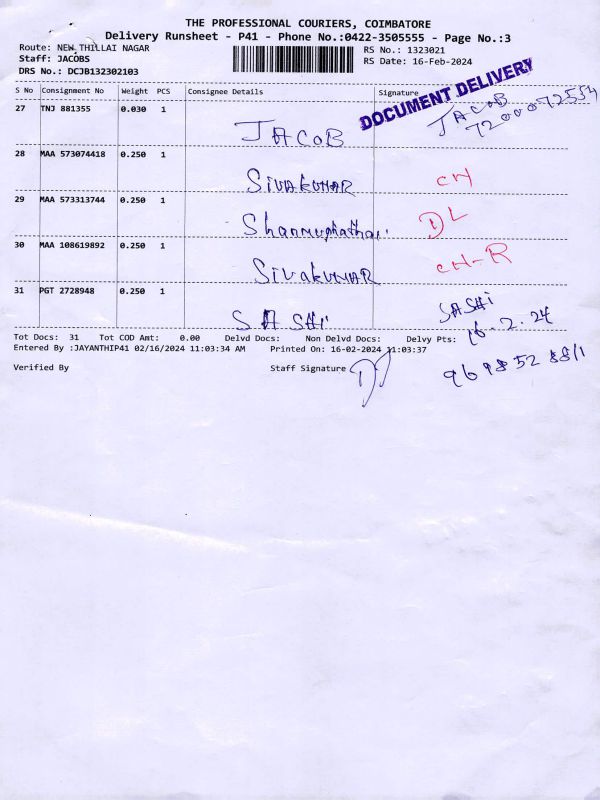 THE PROFESSIONAL COURIERS, COIMBATORE
Delivery Runsheet - P41 - Phone No.:0422-3505555 - Page No.:3
Route: NEW THILLAI NAGAR
RS No.: 1323021
Staff: JACOBS
RS Date: 16-Feb-2024
DRS No.: DCJB132302103
S No Consignment No Weight PCS Consignee Details Signature
DOCUMENT DELIVERY
27 TNJ 881355 0.030 1 JACOB JACOB
7200072554
28 MAA 573074418 0.250 1 SIVAKUMAR CH
29 MAA 573313744 0.250 1 DL
30 MAA 108619892 0.250 1 SIVAKUMAR CH-R
31 PGT 2728948 0.250 1 SASHI SASHI
16-2-24
Tot Docs: 31 Tot COD Amt: 0.00 Delvd Docs: Non Delvd Docs: Delvy Pts:
Entered By :JAYANTHIP41 02/16/2024 11:03:34 AM Printed On: 16-02-2024 11:03:37
Verified By Staff Signature